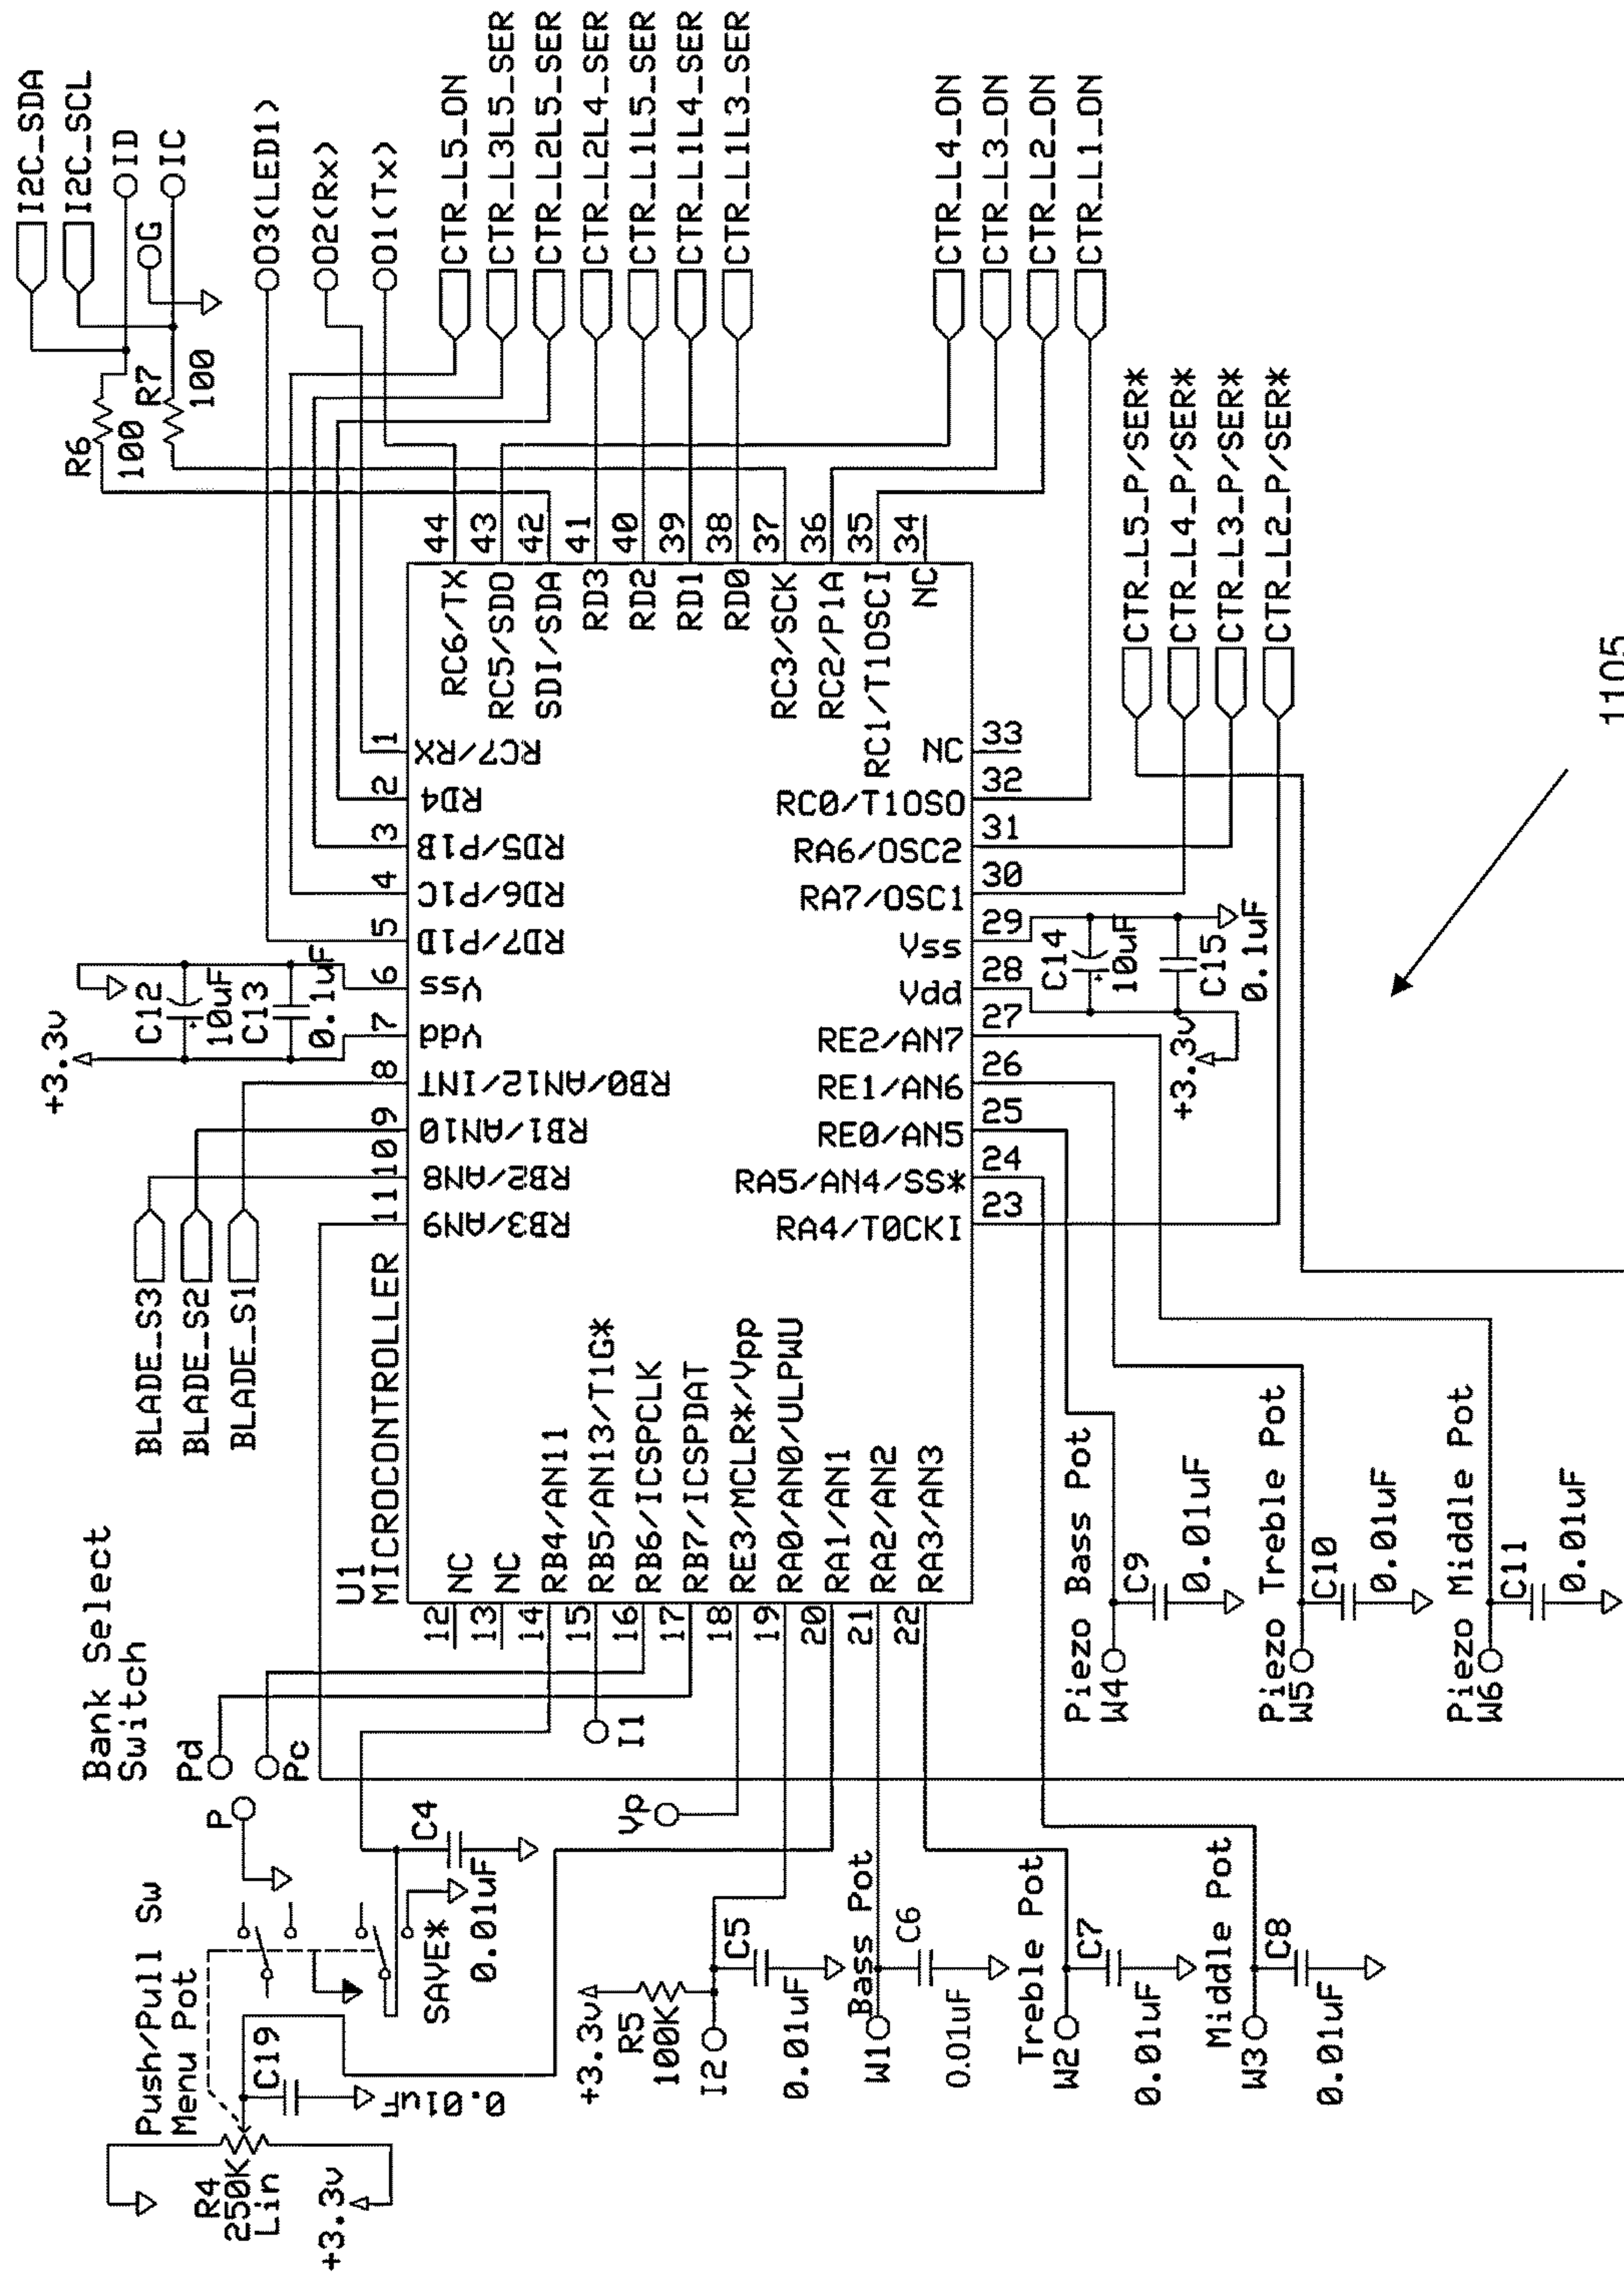 I2C_SDA
I2C_SCL
OID
OIC
OG
R6
100
R7
100
O3(LED1)
O2(Rx)
O1(Tx)
CTR_L5_ON
CTR_L3L5_SER
CTR_L2L5_SER
CTR_L2L4_SER
CTR_L1L5_SER
CTR_L1L4_SER
CTR_L1L3_SER
CTR_L4_ON
CTR_L3_ON
CTR_L2_ON
CTR_L1_ON
CTR_L5_P/SER*
CTR_L4_P/SER*
CTR_L3_P/SER*
CTR_L2_P/SER*
44
43
42
41
40
39
38
37
36
35
34
RC6/TX
RC5/SDO
SDI/SDA
RD3
RD2
RD1
RD0
RC3/SCK
RC2/P1A
RC1/T1OSCI
NC
1
2
3
4
5
6
7
8
9
10
11
RC7/RX
RD4
RD5/P1B
RD6/P1C
RD7/P1D
Vss
Vdd
RB0/AN12/INT
RB1/AN10
RB2/AN8
RB3/AN9
NC
RC0/T1OSO
RA6/OSC2
RA7/OSC1
Vss
Vdd
RE2/AN7
RE1/AN6
RE0/AN5
RA5/AN4/SS*
RA4/T0CKI
33
32
31
30
29
28
27
26
25
24
23
+3.3v
C12
10uF
C13
0.1uF
C14
10uF
C15
0.1uF
+3.3v
1105
BLADE_S3
BLADE_S2
BLADE_S1
U1
MICROCONTROLLER
NC
NC
RB4/AN11
RB5/AN13/T1G*
RB6/ICSPCLK
RB7/ICSPDAT
RE3/MCLR*/Vpp
RA0/AN0/ULPWU
RA1/AN1
RA2/AN2
RA3/AN3
12
13
14
15
16
17
18
19
20
21
22
Bank Select
Switch
Pd
Pc
P
I1
Vp
C4
0.01uF
SAVE*
Push/Pull Sw
Menu Pot
C19
0.01uF
R4
250K
Lin
+3.3v
+3.3v
R5
100K
I2
C5
0.01uF
Bass Pot
W1
C6
0.01uF
Treble Pot
W2
C7
0.01uF
Middle Pot
W3
C8
0.01uF
Piezo Bass Pot
W4
C9
0.01uF
Piezo Treble Pot
W5
C10
0.01uF
Piezo Middle Pot
W6
C11
0.01uF